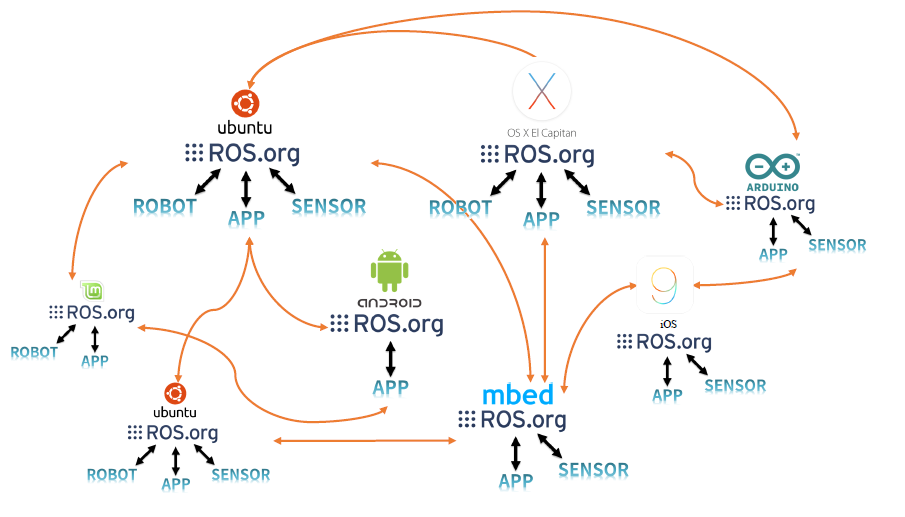 ubuntu
ROS.org
ROBOT
APP
SENSOR
X
OS X El Capitan
ROS.org
ROBOT
APP
SENSOR
ARDUINO
ROS.org
APP
SENSOR
ROS.org
ROBOT
APP
ANDROID
ROS.org
APP
9
iOS
ROS.org
APP
SENSOR
ubuntu
ROS.org
ROBOT
APP
SENSOR
mbed
ROS.org
APP
SENSOR